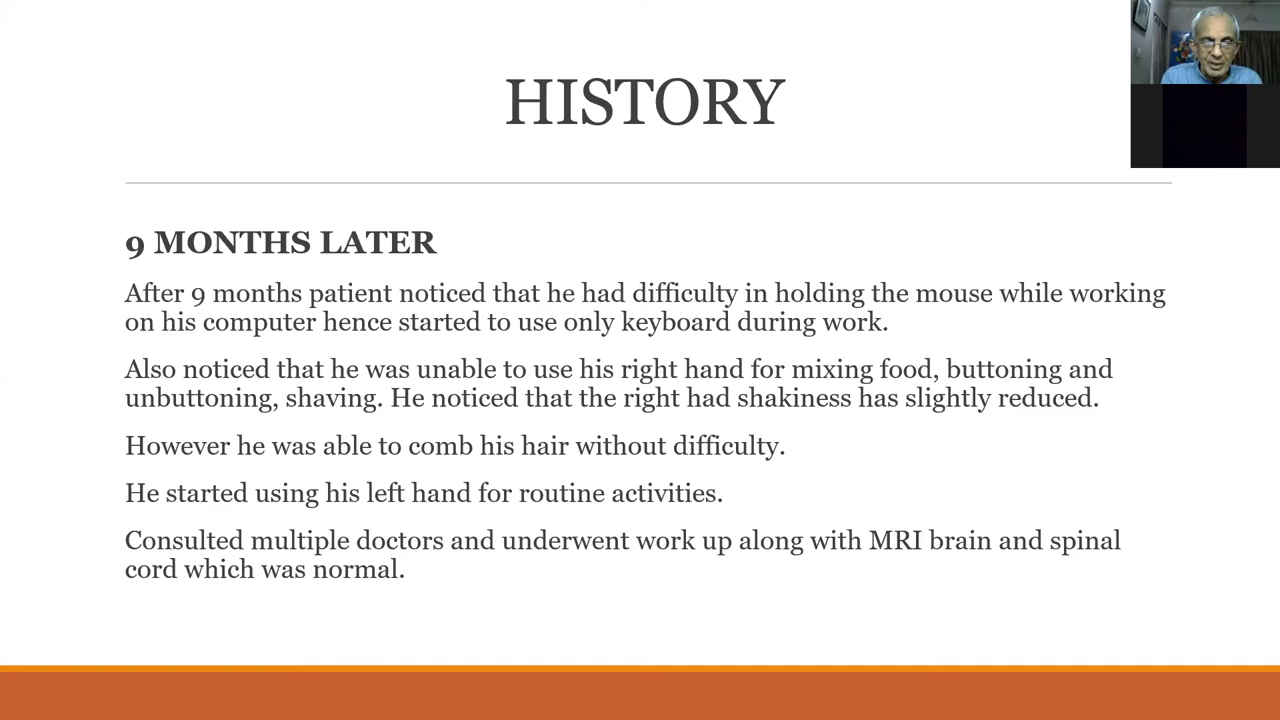 HISTORY
9 MONTHS LATER
After 9 months patient noticed that he had difficulty in holding the mouse while working
on his computer hence started to use only keyboard during work.
Also noticed that he was unable to use his right hand for mixing food, buttoning and
unbuttoning, shaving. He noticed that the right had shakiness has slightly reduced.
However he was able to comb his hair without difficulty.
He started using his left hand for routine activities.
Consulted multiple doctors and underwent work up along with MRI brain and spinal
cord which was normal.